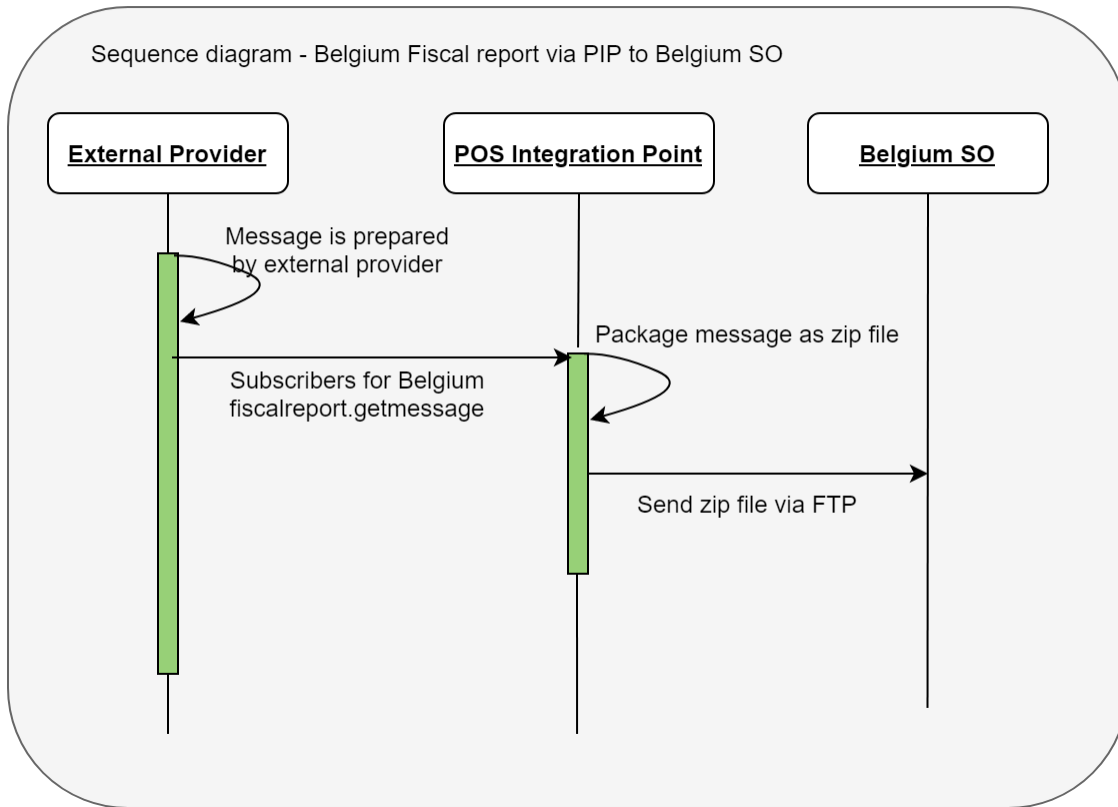 Sequence diagram - Belgium Fiscal report via PIP to Belgium SO
External Provider
POS Integration Point
Belgium SO
Message is prepared
by external provider
Package message as zip file
Subscribers for Belgium
fiscalreport.getmessage
Send zip file via FTP